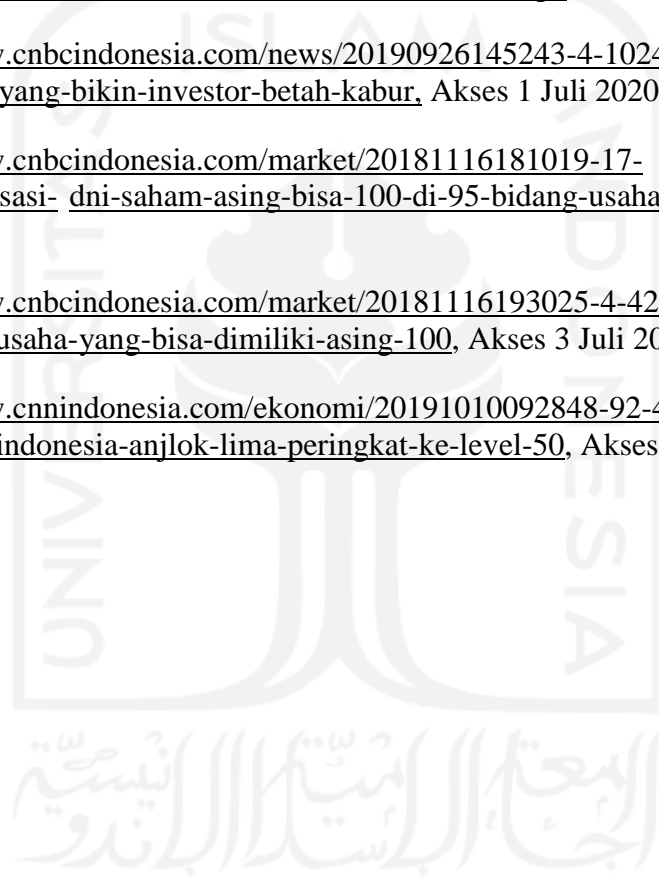 w.cnbcindonesia.com/news/20190926145243-4-1024
yang-bikin-investor-betah-kabur, Akses 1 Juli 2020
w.cnbcindonesia.com/market/20181116181019-17-
sasi- dni-saham-asing-bisa-100-di-95-bidang-usaha
w.cnbcindonesia.com/market/20181116193025-4-42
usaha-yang-bisa-dimiliki-asing-100, Akses 3 Juli 20
w.cnnindonesia.com/ekonomi/20191010092848-92-4
indonesia-anjlok-lima-peringkat-ke-level-50, Akses
ISLAM
UNIVERSITAS
INDONESIA